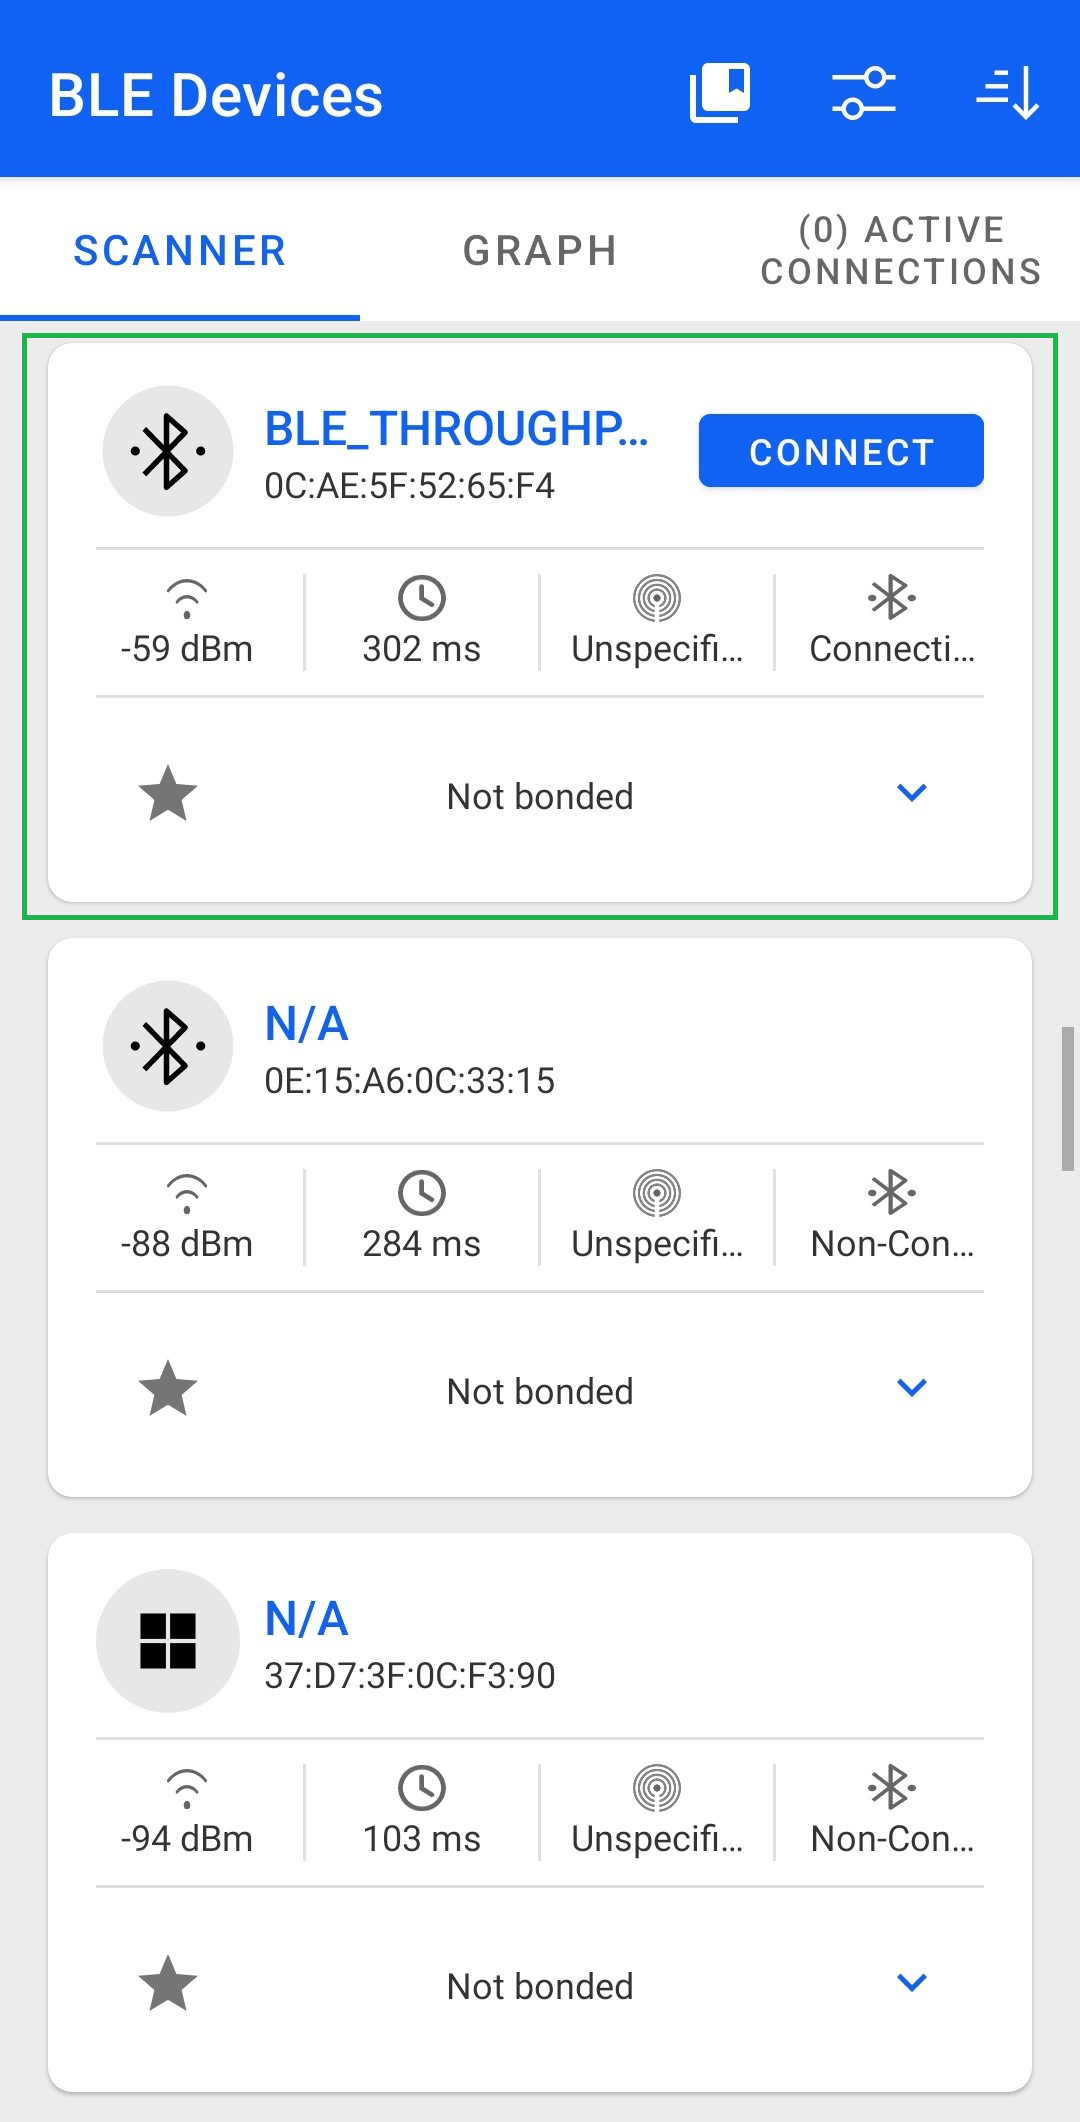 BLE Devices
SCANNER
GRAPH
(0) ACTIVE
CONNECTIONS
BLE_THROUGHP...
CONNECT
0C:AE:5F:52:65:F4
-59 dBm
302 ms
Unspecifi...
Connecti...
Not bonded
N/A
0E:15:A6:0C:33:15
-88 dBm
284 ms
Unspecifi...
Non-Con...
Not bonded
N/A
37:D7:3F:0C:F3:90
-94 dBm
103 ms
Unspecifi...
Non-Con...
Not bonded